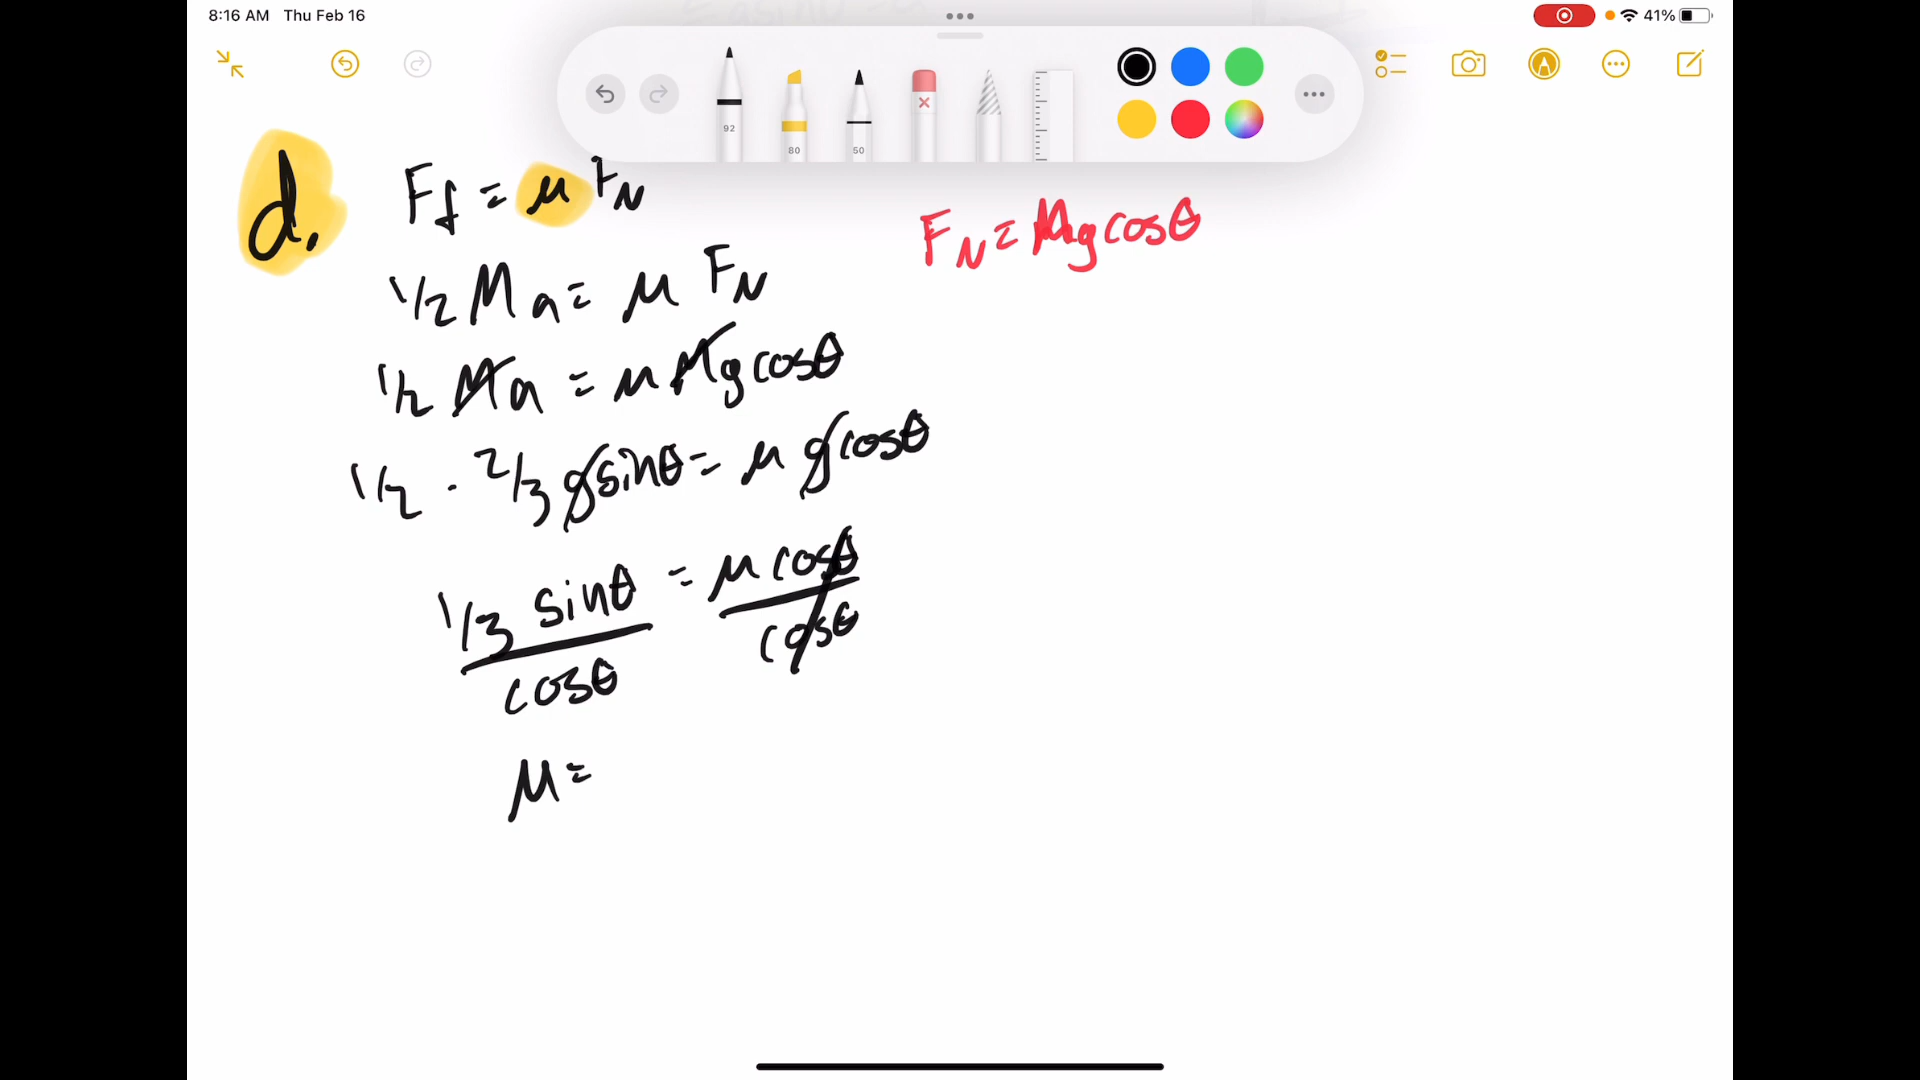 8:16 AM Thu Feb 16
41%
92
80
50
d.
Ff = μ FN
FN = Mg cosθ
1/2 Ma = μ FN
1/2 Ma = μ Mg cosθ
1/2 · 2/3 g sinθ = μ g cosθ
1/3 sinθ = μ cosθ
cosθ cosθ
μ =